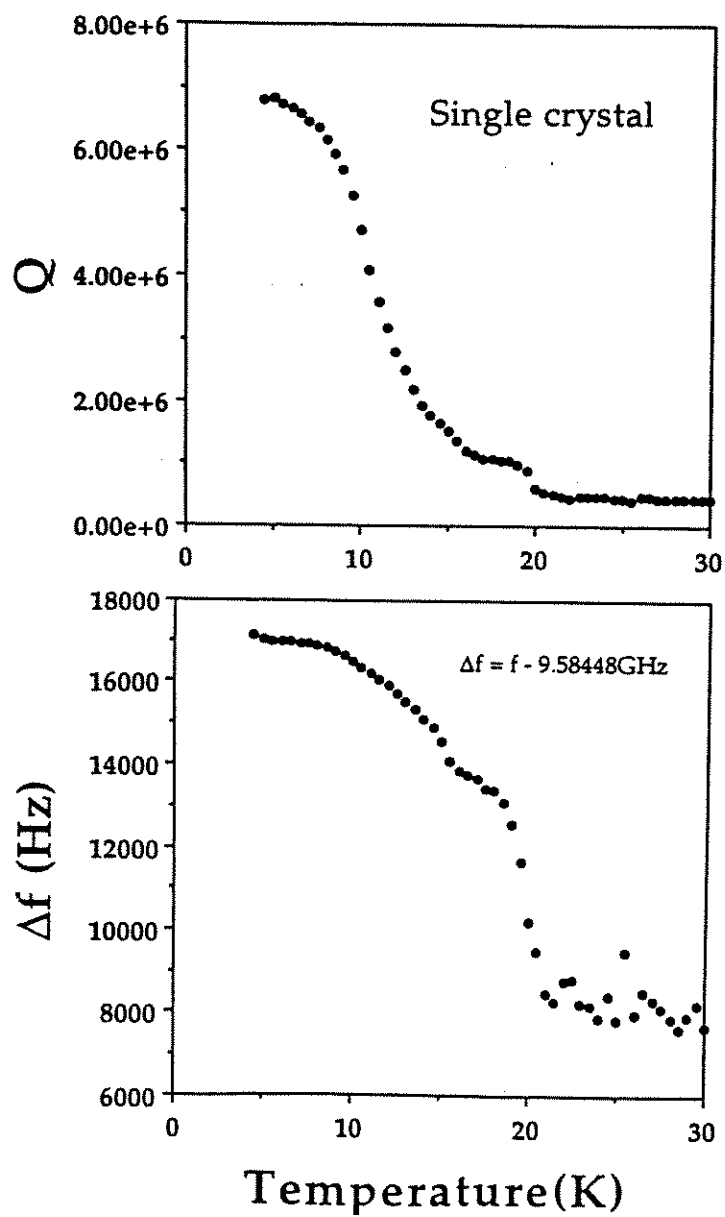 8.00e+6
Single crystal
6.00e+6
Q
4.00e+6
2.00e+6
0.00e+0
0
10
20
30
18000
Δf = f - 9.58448GHz
16000
14000
Δf (Hz)
12000
10000
8000
6000
0
10
20
30
Temperature(K)